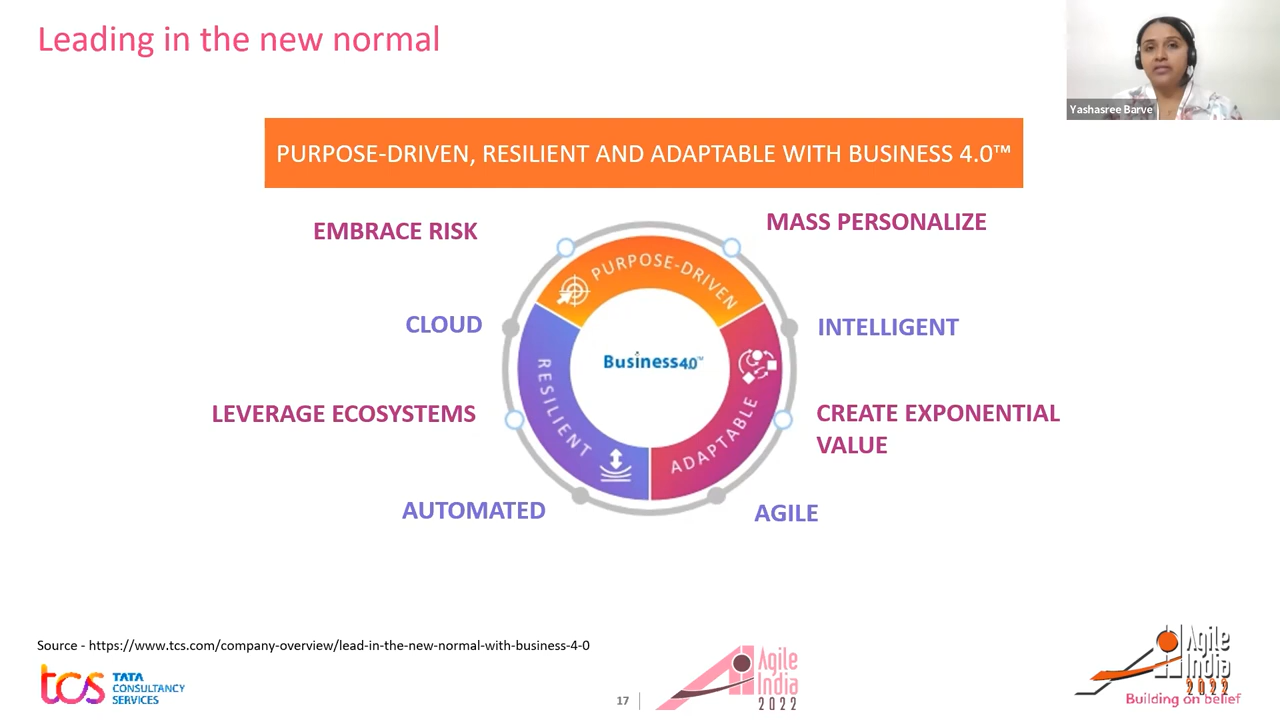 Leading in the new normal
Yashasree Barve
PURPOSE-DRIVEN, RESILIENT AND ADAPTABLE WITH BUSINESS 4.0™
EMBRACE RISK
MASS PERSONALIZE
PURPOSE-DRIVEN
CLOUD
INTELLIGENT
RESILIENT
Business4.0™
ADAPTABLE
LEVERAGE ECOSYSTEMS
CREATE EXPONENTIAL
VALUE
AUTOMATED
AGILE
Source - https://www.tcs.com/company-overview/lead-in-the-new-normal-with-business-4-0
tcs
TATA
CONSULTANCY
SERVICES
17
Agile
India
2022
Agile
India
2022
Building on belief